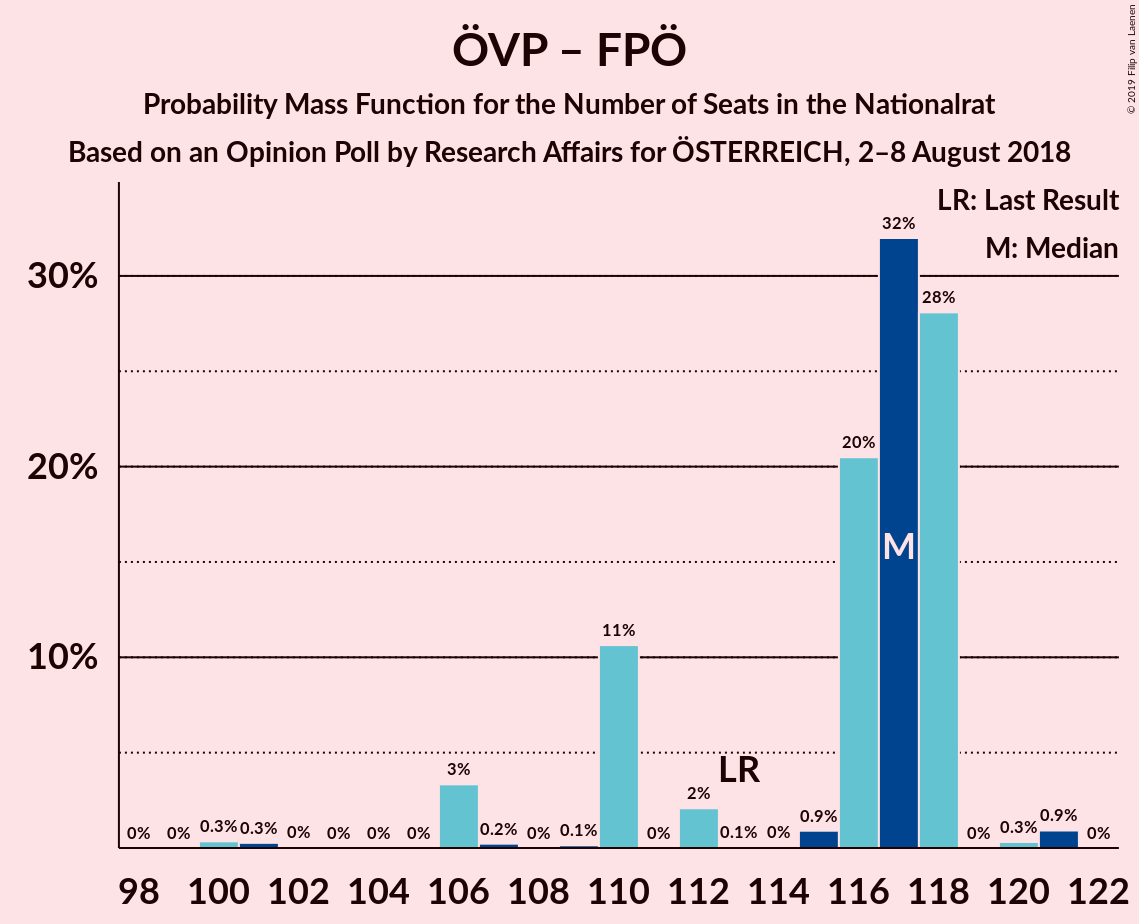 ÖVP – FPÖ
Probability Mass Function for the Number of Seats in the Nationalrat
Based on an Opinion Poll by Research Affairs for ÖSTERREICH, 2–8 August 2018
© 2019 Filip van Laenen
LR: Last Result
M: Median
30%
20%
10%
0% 0% 0.3% 0.3% 0% 0% 0% 0% 3% 0.2% 0% 0.1% 11% 0% 2% 0.1% 0% 0.9% 20% 32% 28% 0% 0.3% 0.9% 0%
LR
M
98 100 102 104 106 108 110 112 114 116 118 120 122